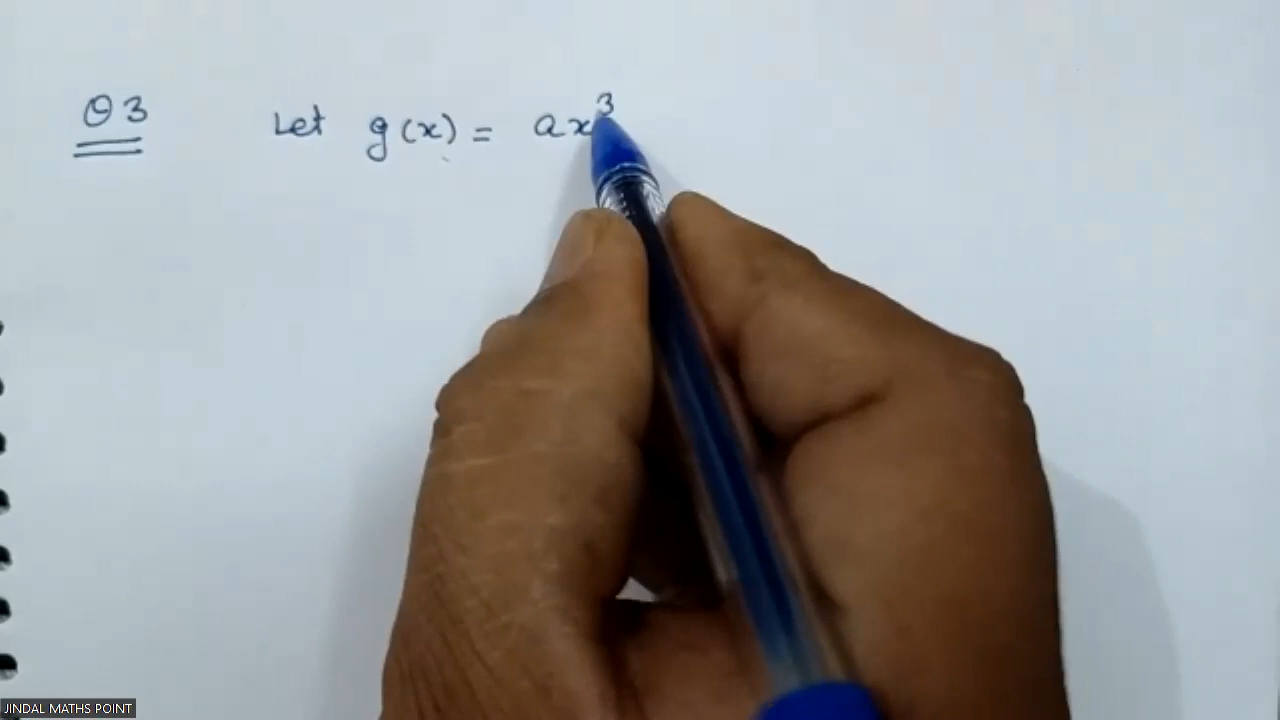 Q3 Let g(x) = ax³
JINDAL MATHS POINT